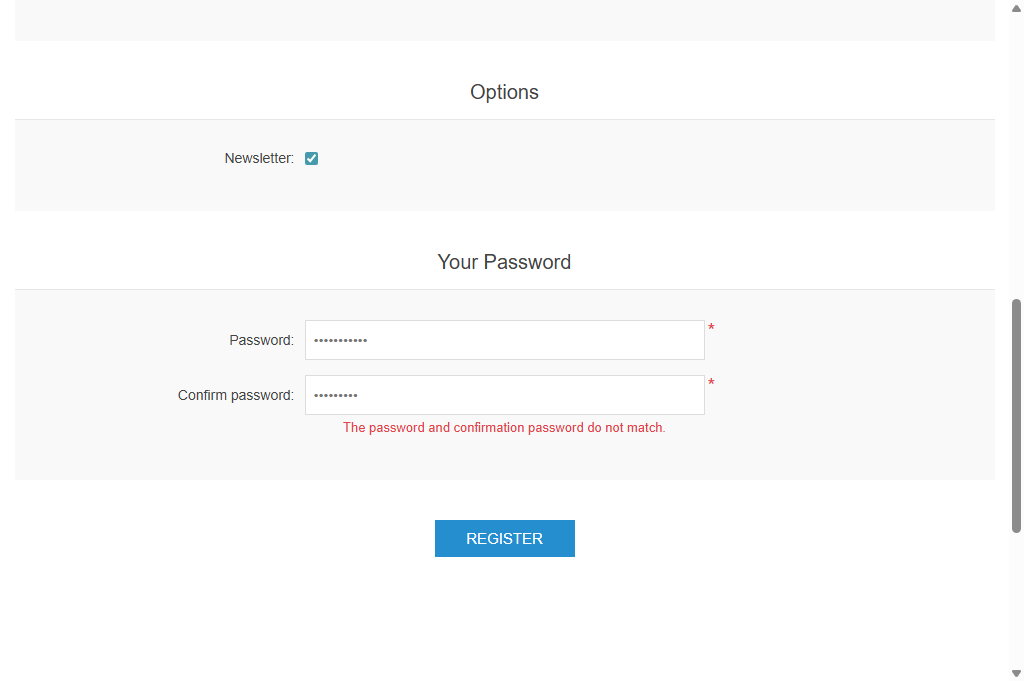 Options
Newsletter:
Your Password
Password: ••••••••••• *
Confirm password: ••••••••• *
The password and confirmation password do not match.
REGISTER